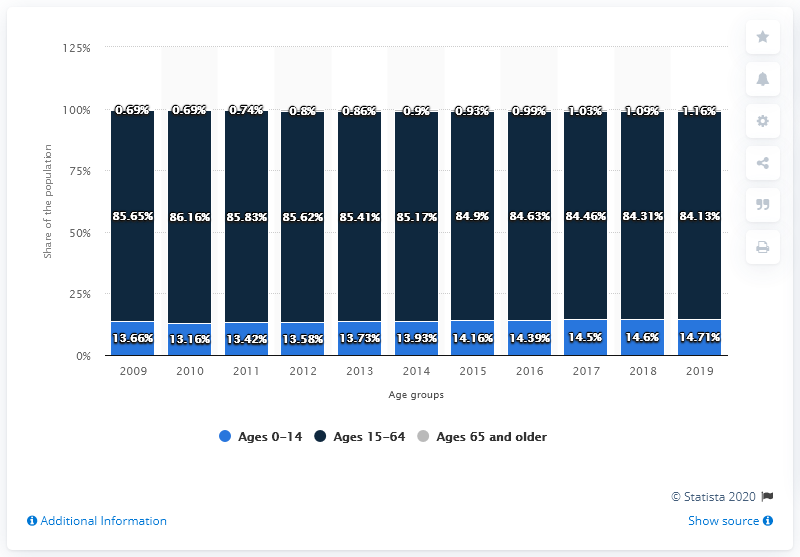 125%
100%
75%
50%
25%
0%
Share of the population
0.69% 0.69% 0.74% 0.8% 0.86% 0.9% 0.93% 0.99% 1.03% 1.09% 1.16%
85.65% 86.16% 85.83% 85.62% 85.41% 85.17% 84.9% 84.63% 84.46% 84.31% 84.13%
13.66% 13.16% 13.42% 13.58% 13.73% 13.93% 14.16% 14.39% 14.5% 14.6% 14.71%
2009 2010 2011 2012 2013 2014 2015 2016 2017 2018 2019
Age groups
Ages 0-14 Ages 15-64 Ages 65 and older
© Statista 2020
Additional Information Show source